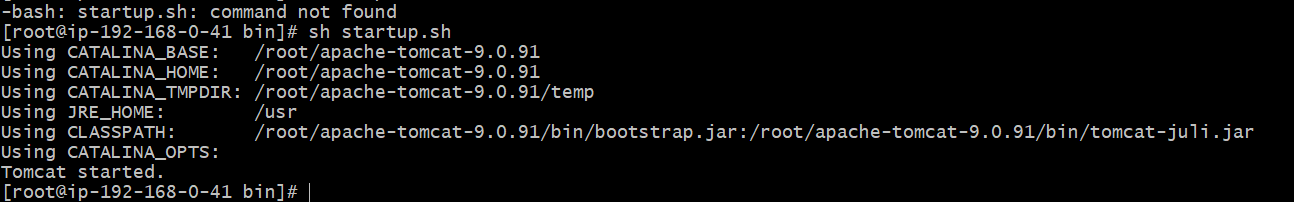 -bash: startup.sh: command not found
[root@ip-192-168-0-41 bin]# sh startup.sh
Using CATALINA_BASE:   /root/apache-tomcat-9.0.91
Using CATALINA_HOME:   /root/apache-tomcat-9.0.91
Using CATALINA_TMPDIR: /root/apache-tomcat-9.0.91/temp
Using JRE_HOME:        /usr
Using CLASSPATH:       /root/apache-tomcat-9.0.91/bin/bootstrap.jar:/root/apache-tomcat-9.0.91/bin/tomcat-juli.jar
Using CATALINA_OPTS:
Tomcat started.
[root@ip-192-168-0-41 bin]#